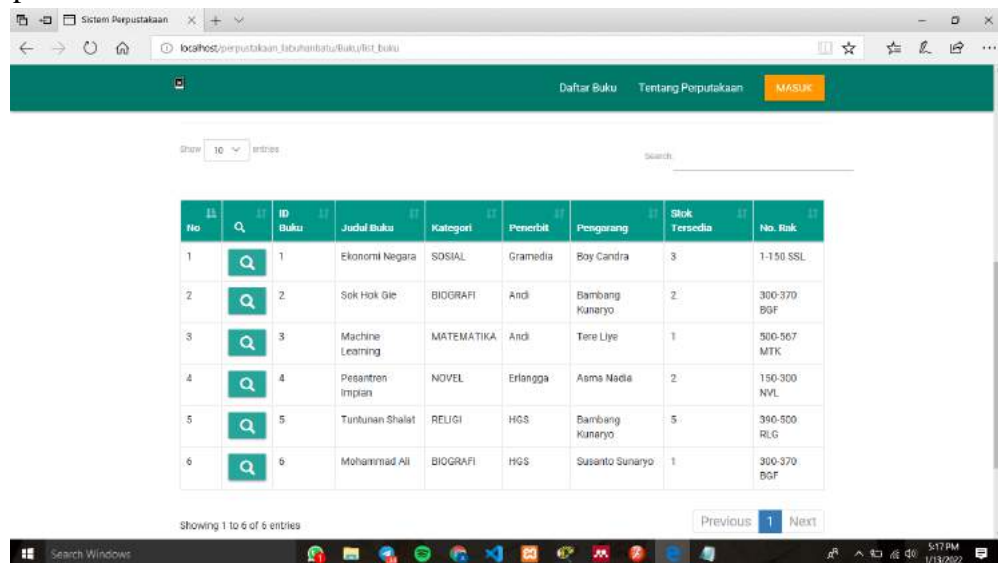 Sistem Perpustakaan
localhost/perpustakaan_labuhanbatu/Buku/list_buku
Daftar Buku Tentang Perputakaan MASUK
Show 10 entries
Search:
No ID Buku Judul Buku Kategori Penerbit Pengarang Stok Tersedia No. Rak
1 1 Ekonomi Negara SOSIAL Gramedia Boy Candra 3 1-150 SSL
2 2 Sok Hok Gie BIOGRAFI Andi Bambang Kunaryo 2 300-370 BGF
3 3 Machine Learning MATEMATIKA Andi Tere Liye 1 500-567 MTK
4 4 Pesantren Impian NOVEL Erlangga Asma Nadia 2 150-300 NVL
5 5 Tuntunan Shalat RELIGI HGS Bambang Kunaryo 5 390-500 RLG
6 6 Mohammad Ali BIOGRAFI HGS Susanto Sunaryo 1 300-370 BGF
Showing 1 to 6 of 6 entries
Previous 1 Next
Search Windows
5:17 PM
1/13/2022